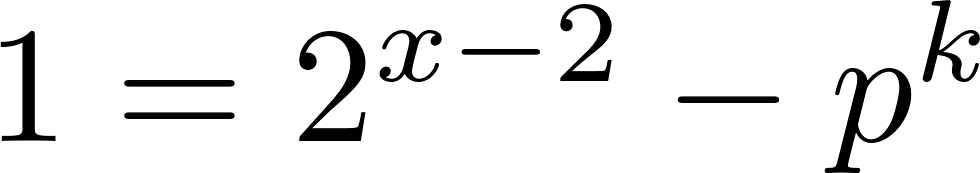 1 = 2^{x-2} - p^k